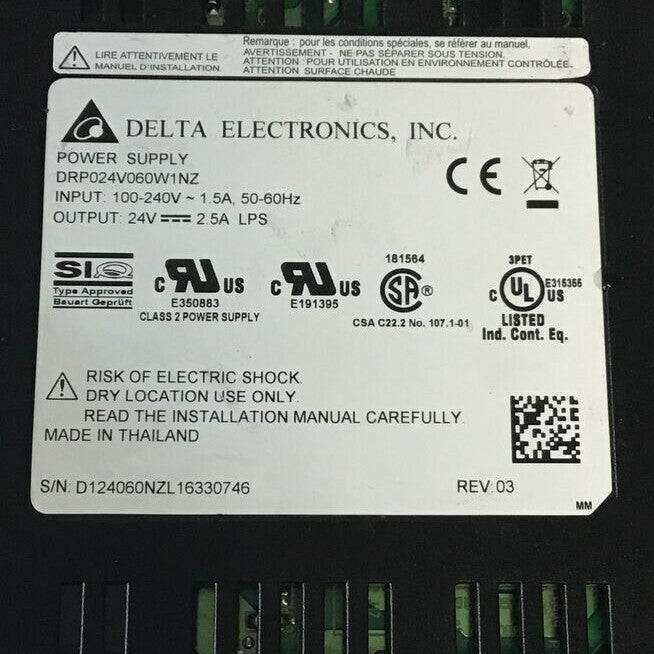 LIRE ATTENTIVEMENT LE
MANUEL D'INSTALLATION.
Remarque : pour les conditions spéciales, se référer au manuel.
AVERTISSEMENT - NE PAS SÉPARER SOUS TENSION.
ATTENTION : POUR UTILISATION EN ENVIRONNEMENT CONTRÔLÉE.
ATTENTION SURFACE CHAUDE
DELTA ELECTRONICS, INC.
POWER SUPPLY
DRP024V060W1NZ
INPUT: 100-240V ~ 1.5A, 50-60Hz
OUTPUT: 24V ⎓ 2.5A LPS
CE
SIQ
Type Approved
Bauart Geprüft
c RU US
E350883
CLASS 2 POWER SUPPLY
c RU US
E191395
181564
SA ®
CSA C22.2 No. 107.1-01
3PET
c UL US
E315355
LISTED
Ind. Cont. Eq.
RISK OF ELECTRIC SHOCK.
DRY LOCATION USE ONLY.
READ THE INSTALLATION MANUAL CAREFULLY.
MADE IN THAILAND
S/N: D124060NZL16330746
REV: 03
MM